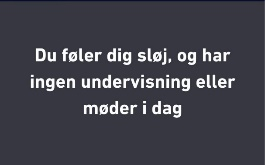 Du føler dig sløj, og har
ingen undervisning eller
møder i dag